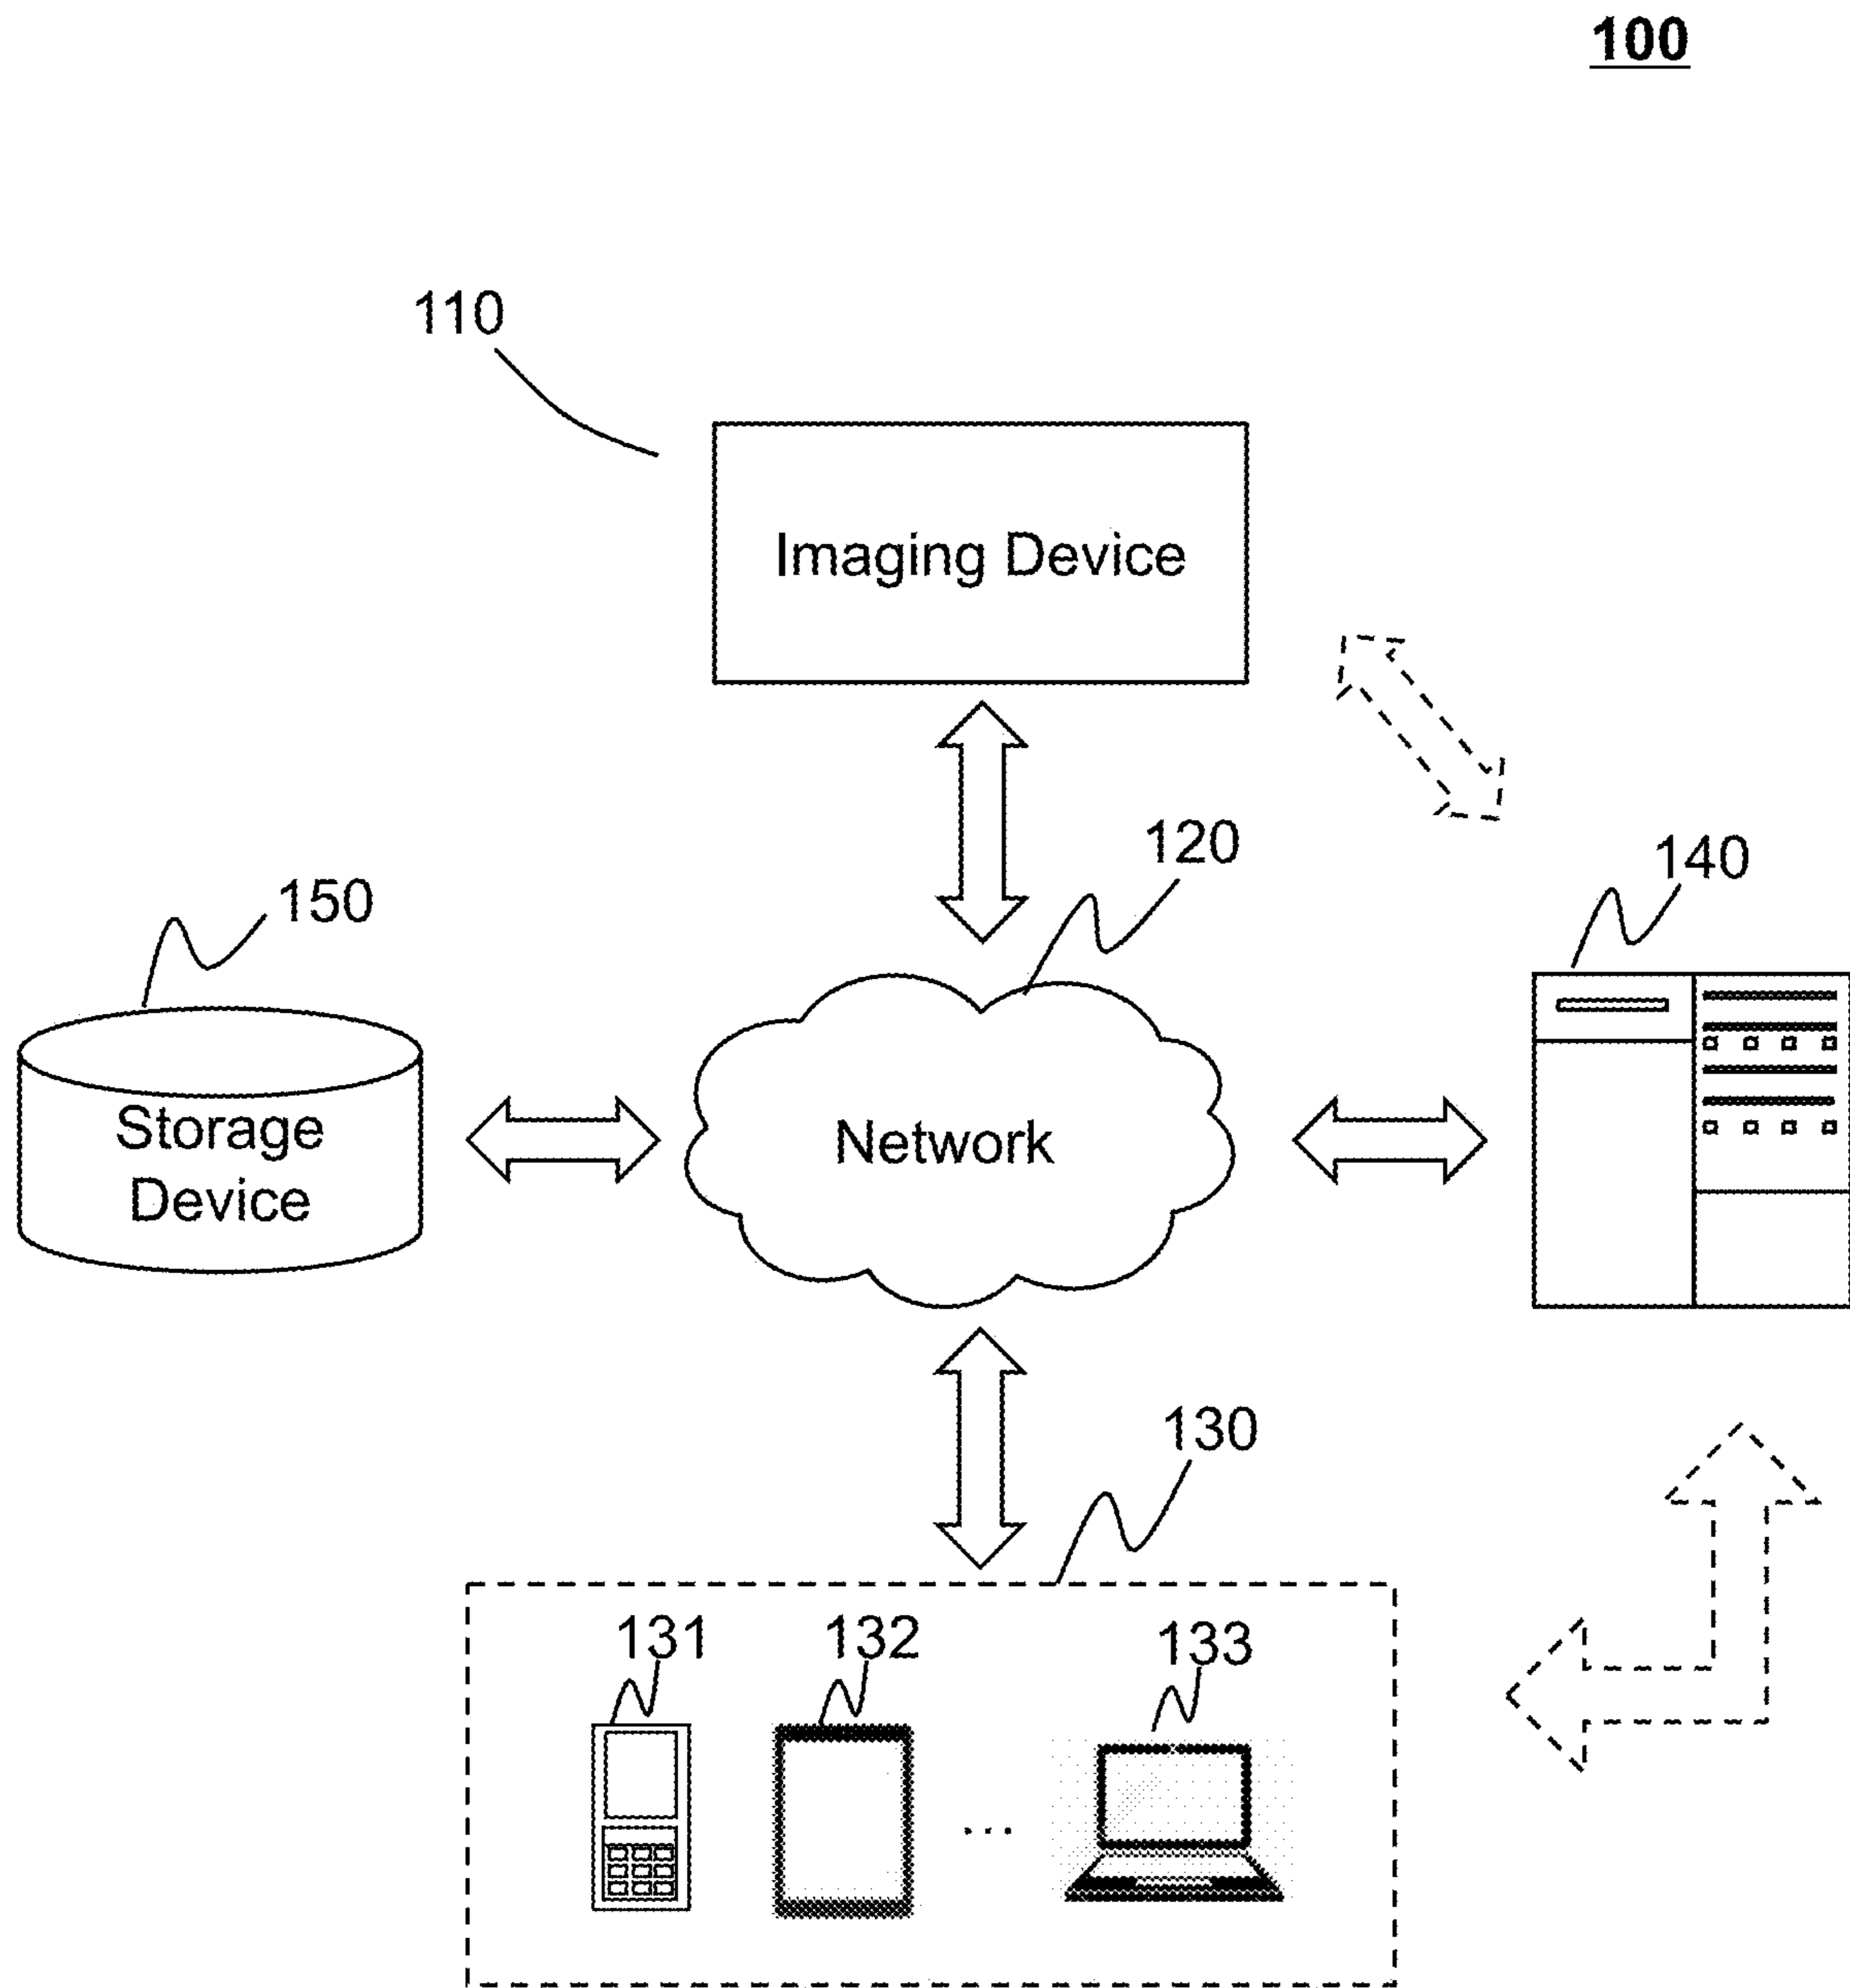 100
110
Imaging Device
120
140
150
Storage
Device
Network
130
131
132
...
133